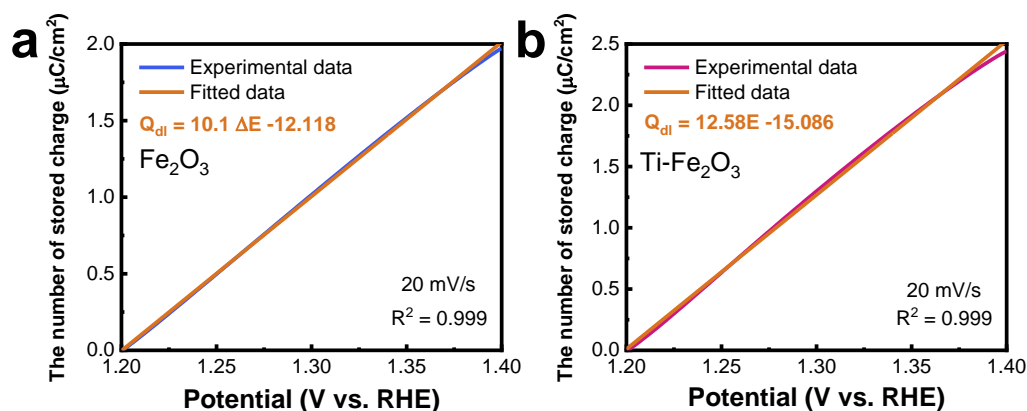 a
The number of stored charge (μC/cm²)
2.0
1.5
1.0
0.5
0.0
Experimental data
Fitted data
Q_dl = 10.1 ΔE -12.118
Fe₂O₃
20 mV/s
R² = 0.999
1.20 1.25 1.30 1.35 1.40
Potential (V vs. RHE)
b
The number of stored charge (μC/cm²)
2.5
2.0
1.5
1.0
0.5
0.0
Experimental data
Fitted data
Q_dl = 12.58E -15.086
Ti-Fe₂O₃
20 mV/s
R² = 0.999
1.20 1.25 1.30 1.35 1.40
Potential (V vs. RHE)